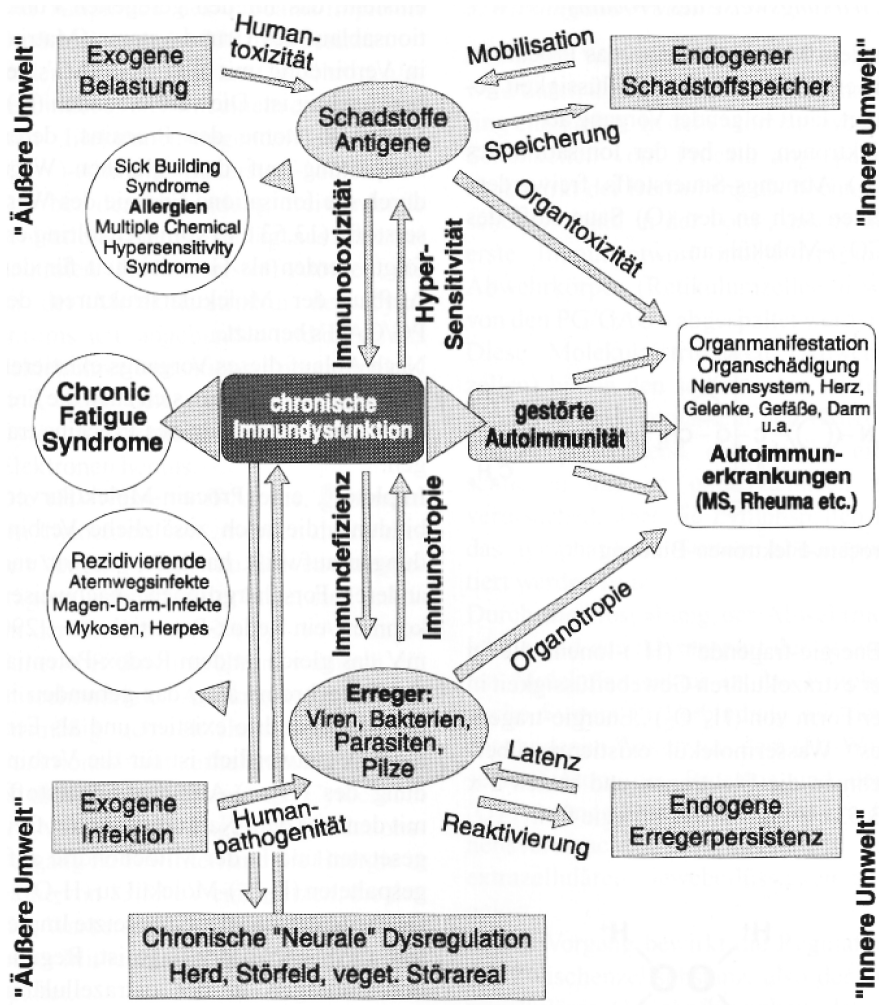 "Äußere Umwelt"
Exogene
Belastung
Human-
toxizität
Schadstoffe
Antigene
Mobilisation
Speicherung
Endogener
Schadstoffspeicher
"Innere Umwelt"
Sick Building
Syndrome
Allergien
Multiple Chemical
Hypersensitivity
Syndrome
Immunotoxizität
Hyper-
Sensitivität
Organtoxizität
Chronic
Fatigue
Syndrome
chronische
Immundysfunktion
gestörte
Autoimmunität
Organmanifestation
Organschädigung
Nervensystem, Herz,
Gelenke, Gefäße, Darm
u.a.
Autoimmun-
erkrankungen
(MS, Rheuma etc.)
Rezidivierende
Atemwegsinfekte
Magen-Darm-Infekte
Mykosen, Herpes
Immundefizienz
Immunotropie
Organotropie
Erreger:
Viren, Bakterien,
Parasiten,
Pilze
"Äußere Umwelt"
Exogene
Infektion
Human-
pathogenität
Latenz
Reaktivierung
Endogene
Erregerpersistenz
"Innere Umwelt"
Chronische "Neurale" Dysregulation
Herd, Störfeld, veget. Störareal